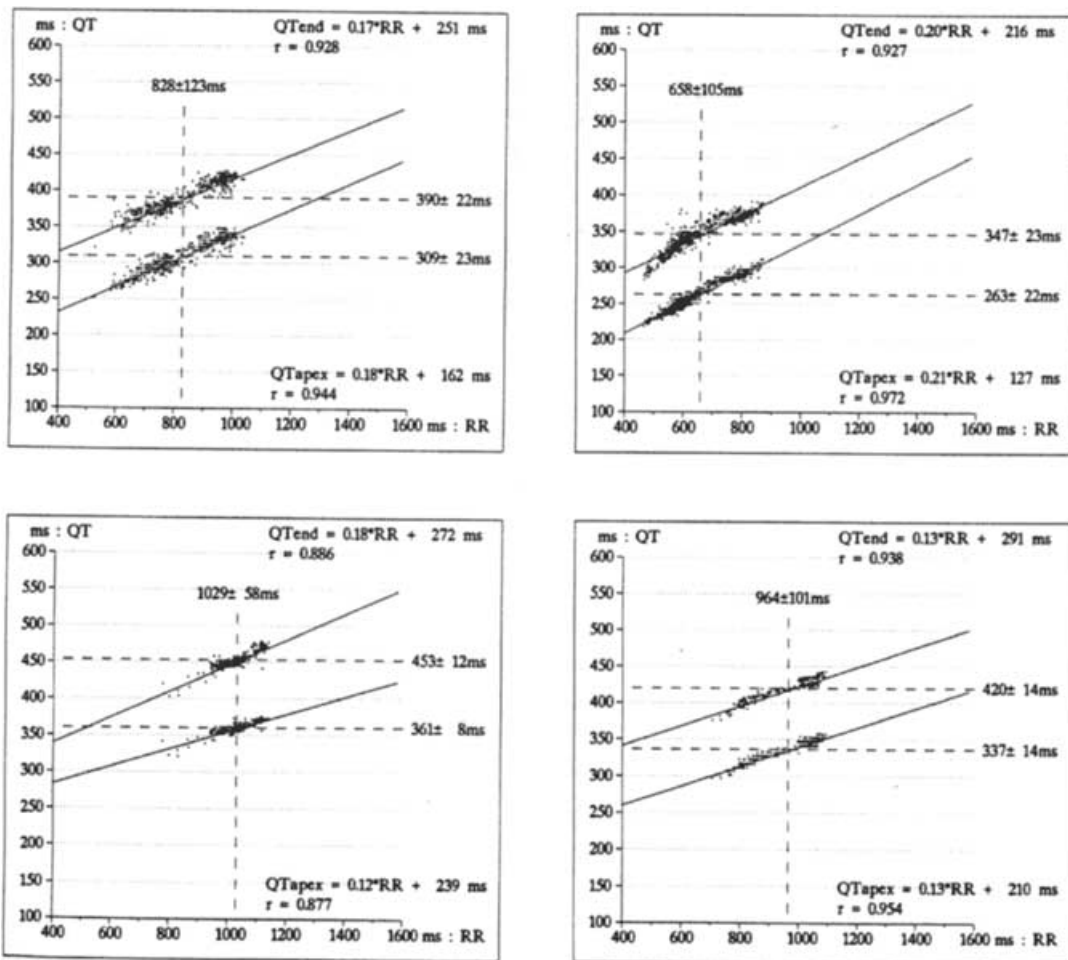 ms : QT
QTend = 0.17*RR + 251 ms
r = 0.928
600
828±123ms
550
500
450
400
390± 22ms
350
309± 23ms
300
250
200
150
QTapex = 0.18*RR + 162 ms
r = 0.944
100
400 600 800 1000 1200 1400 1600 ms : RR
ms : QT
QTend = 0.20*RR + 216 ms
r = 0.927
600
658±105ms
550
500
450
400
350
347± 23ms
300
263± 22ms
250
200
150
QTapex = 0.21*RR + 127 ms
r = 0.972
100
400 600 800 1000 1200 1400 1600 ms : RR
ms : QT
QTend = 0.18*RR + 272 ms
r = 0.886
600
1029± 58ms
550
500
450
453± 12ms
400
361± 8ms
350
300
250
200
150
QTapex = 0.12*RR + 239 ms
r = 0.877
100
400 600 800 1000 1200 1400 1600 ms : RR
ms : QT
QTend = 0.13*RR + 291 ms
r = 0.938
600
964±101ms
550
500
450
420± 14ms
400
350
337± 14ms
300
250
200
150
QTapex = 0.13*RR + 210 ms
r = 0.954
100
400 600 800 1000 1200 1400 1600 ms : RR